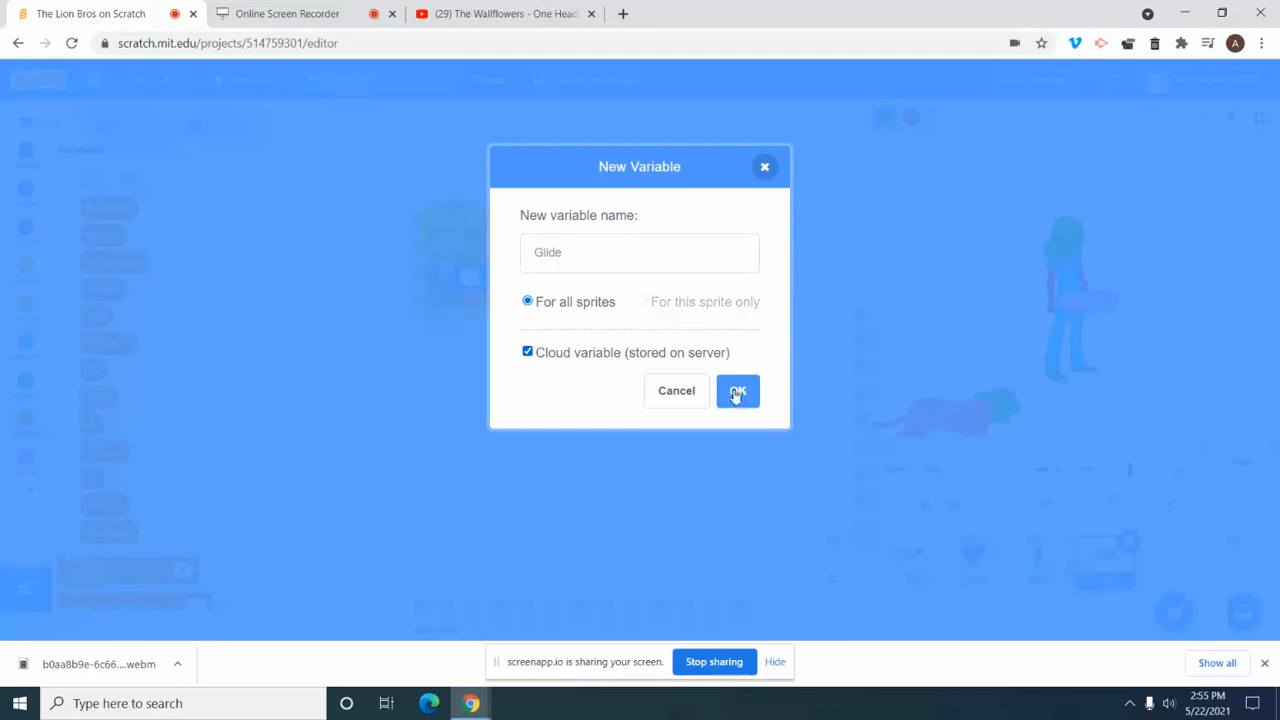 The Lion Bros on Scratch
Online Screen Recorder
(29) The Wallflowers - One Head
scratch.mit.edu/projects/514759301/editor
A
New Variable
New variable name:
Glide
For all sprites
For this sprite only
Cloud variable (stored on server)
Cancel
OK
b0aa8b9e-6c66....webm
screenapp.io is sharing your screen.
Stop sharing
Hide
Show all
Type here to search
2:55 PM
5/22/2021